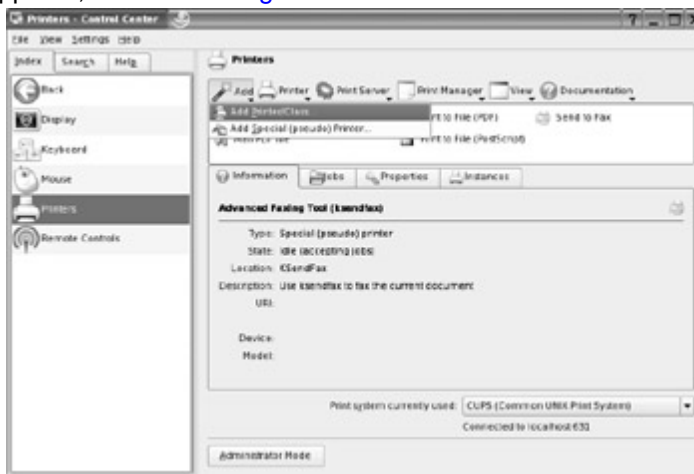 Printers - Control Center
File View Settings Help
Index Search Help
Back
Display
Keyboard
Mouse
Printers
Remote Controls
Printers
Add Printer Print Server Print Manager View Documentation
Add Printer/Class...
Add Special (pseudo) Printer...
Print to File (PDF)
Send to Fax
Mail PDF File
Print to File (PostScript)
Information Jobs Properties Instances
Advanced Faxing Tool (ksendfax)
Type: Special (pseudo) printer
State: Idle (accepting jobs)
Location: KSendFax
Description: Use ksendfax to fax the current document
URI:
Device:
Model:
Print system currently used: CUPS (Common UNIX Print System)
Connected to localhost:631
Administrator Mode